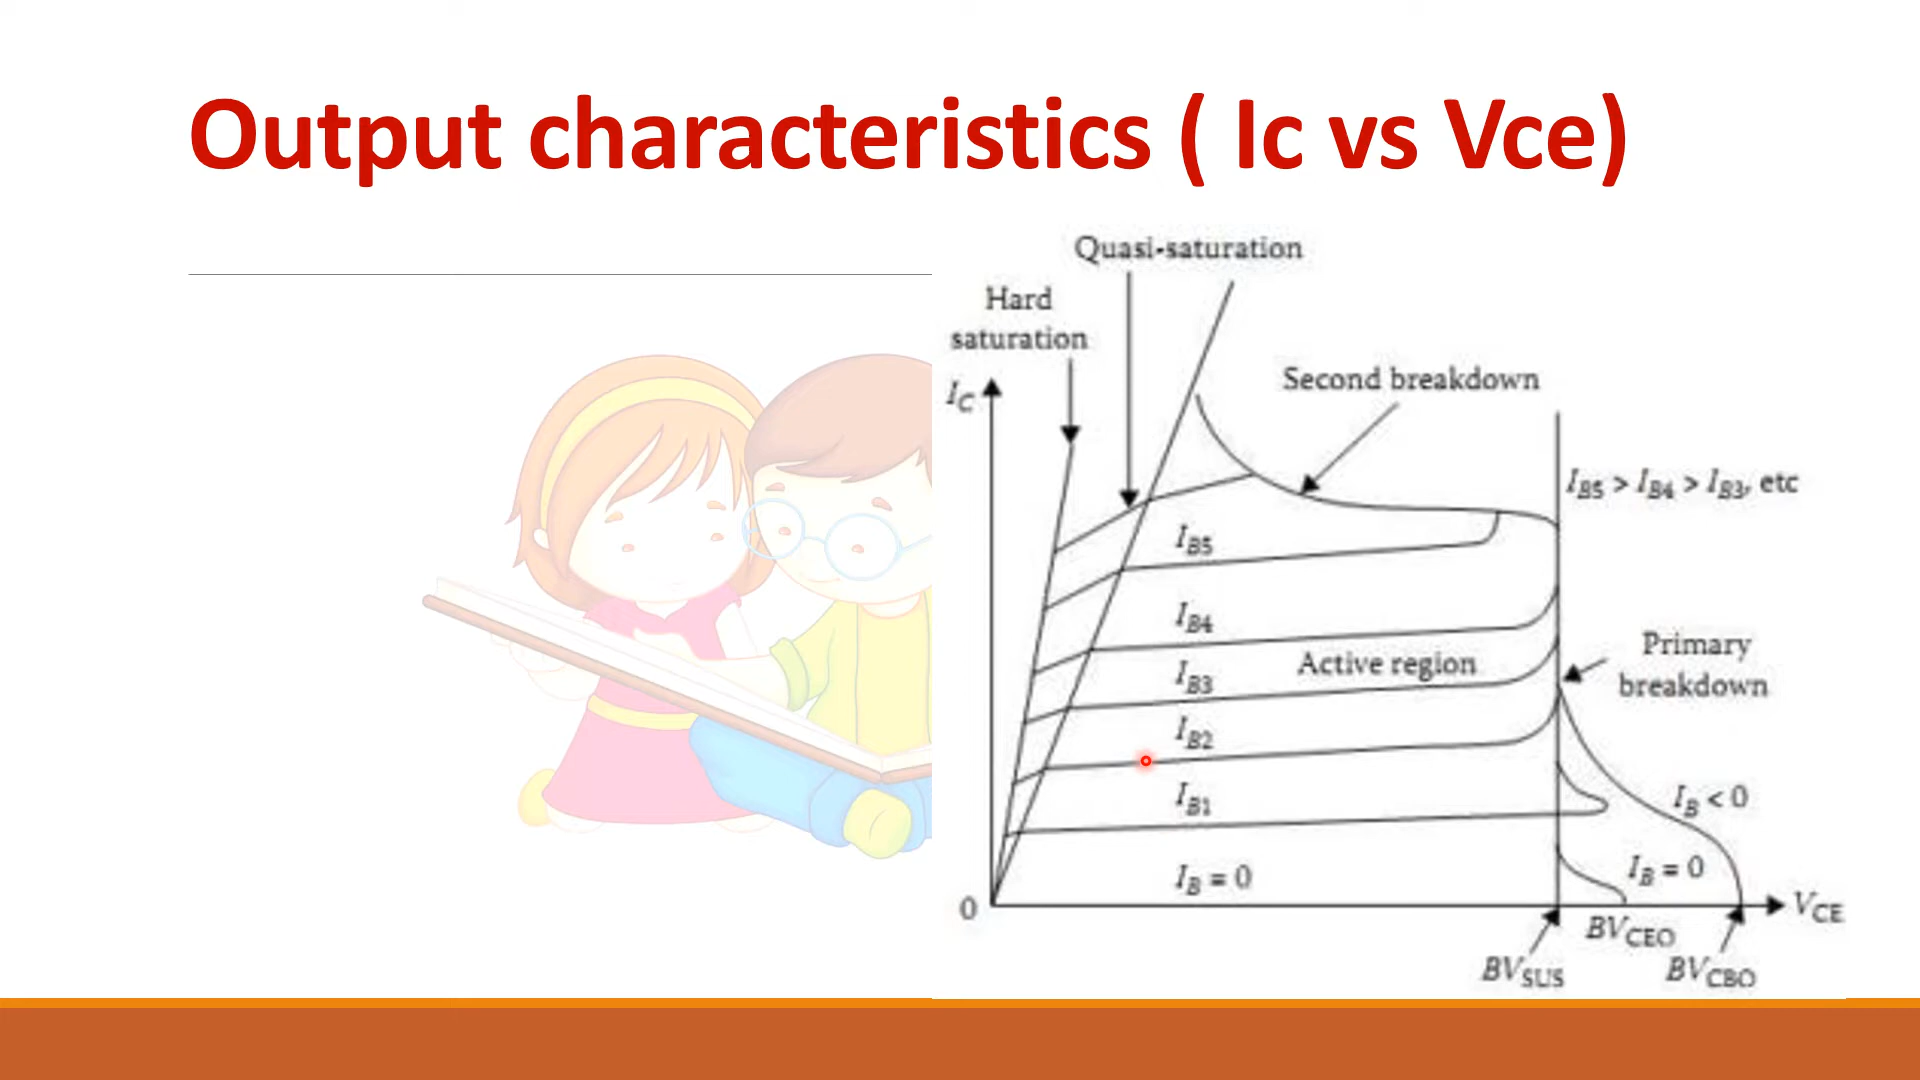 Output characteristics ( Ic vs Vce)
Quasi-saturation
Hard
saturation
I_C
Second breakdown
I_B5 > I_B4 > I_B3, etc
I_B5
I_B4
Active region
I_B3
Primary
breakdown
I_B2
I_B1
I_B < 0
I_B = 0
I_B = 0
0
V_CE
BV_CEO
BV_SUS
BV_CBO